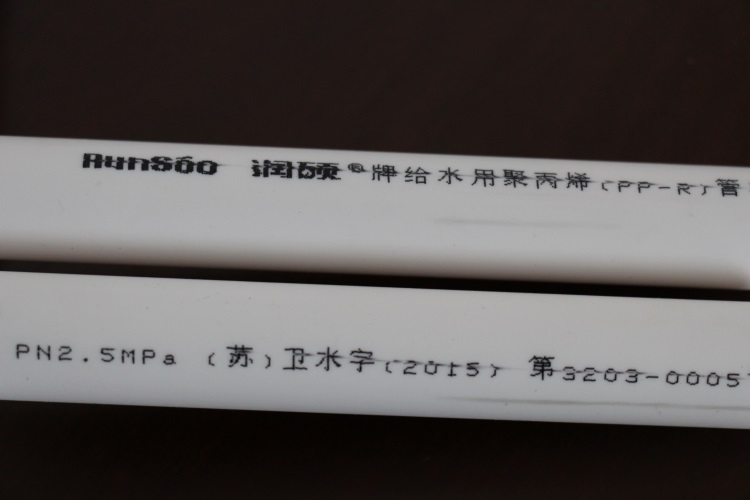 RunSoo 润硕®牌给水用聚丙烯(PP-R)管
PN2.5MPa (苏)卫水字(2015) 第3203-0005